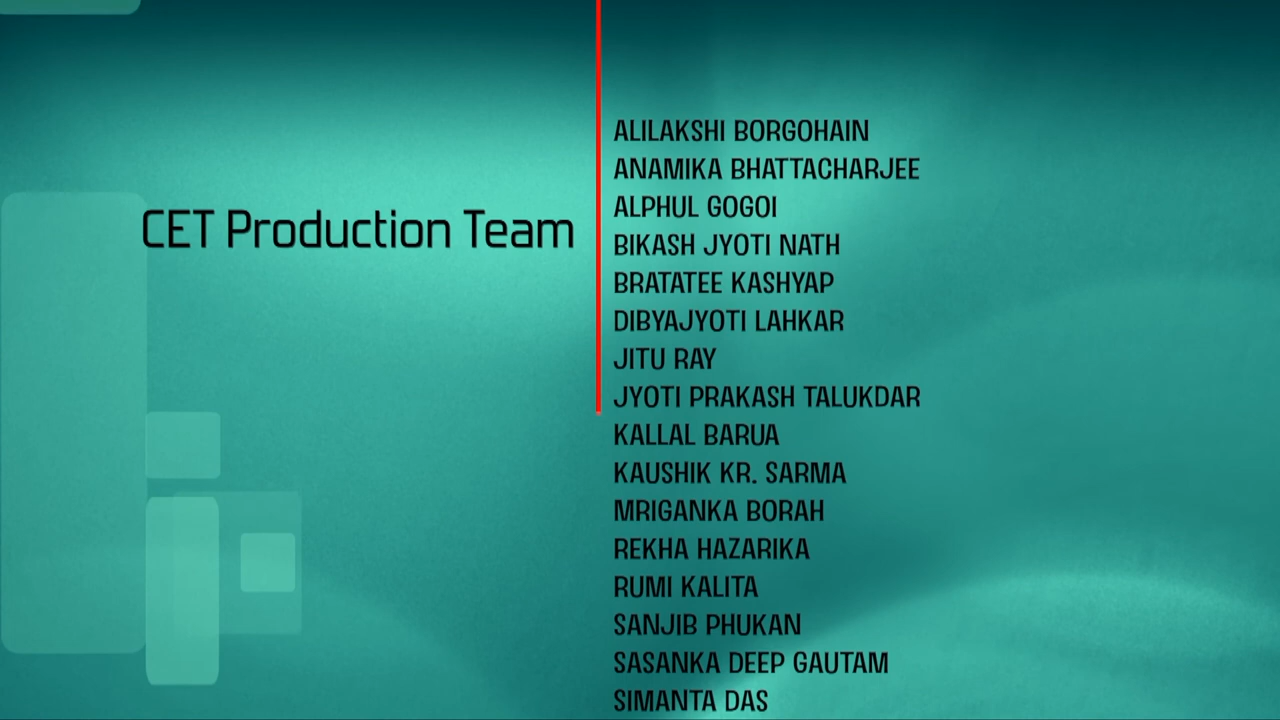 CET Production Team
ALILAKSHI BORGOHAIN
ANAMIKA BHATTACHARJEE
ALPHUL GOGOI
BIKASH JYOTI NATH
BRATATEE KASHYAP
DIBYAJYOTI LAHKAR
JITU RAY
JYOTI PRAKASH TALUKDAR
KALLAL BARUA
KAUSHIK KR. SARMA
MRIGANKA BORAH
REKHA HAZARIKA
RUMI KALITA
SANJIB PHUKAN
SASANKA DEEP GAUTAM
SIMANTA DAS